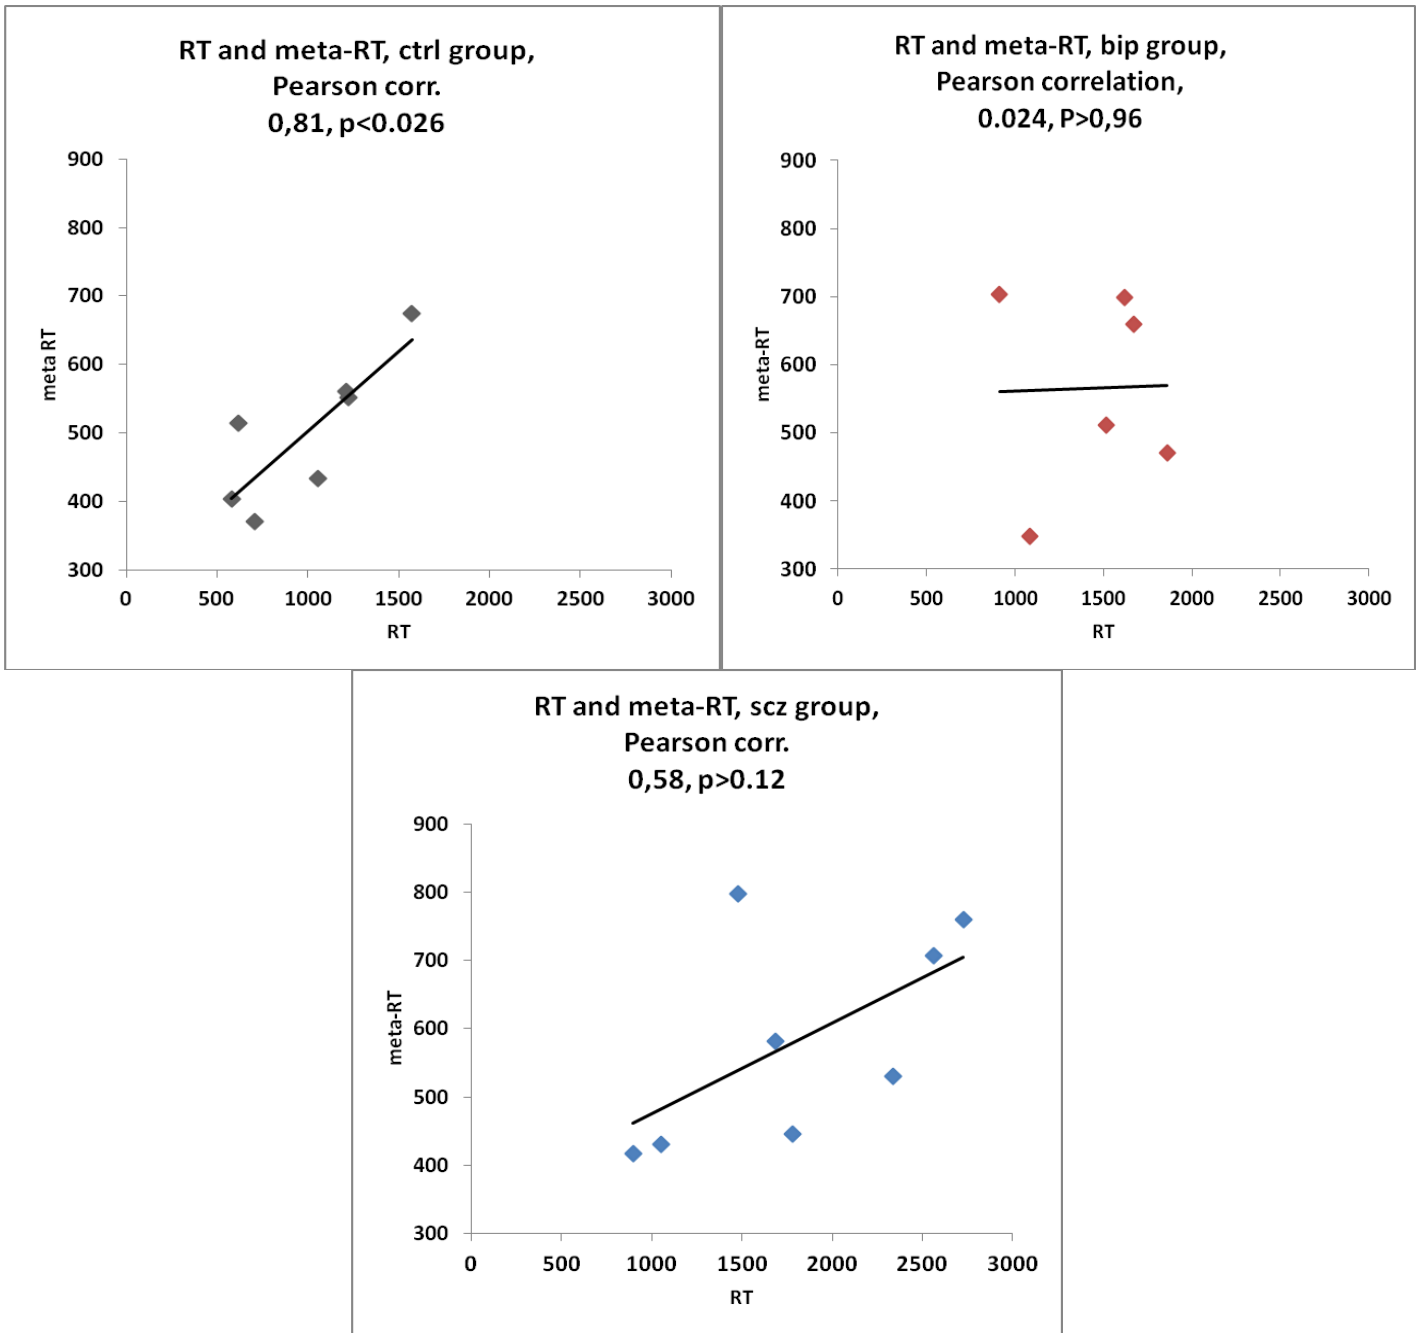 RT and meta-RT, ctrl group,
Pearson corr.
0,81, p<0.026
900
800
700
600
500
400
300
meta RT
0 500 1000 1500 2000 2500 3000
RT
RT and meta-RT, bip group,
Pearson correlation,
0.024, P>0,96
900
800
700
600
500
400
300
meta-RT
0 500 1000 1500 2000 2500 3000
RT
RT and meta-RT, scz group,
Pearson corr.
0,58, p>0.12
900
800
700
600
500
400
300
meta-RT
0 500 1000 1500 2000 2500 3000
RT